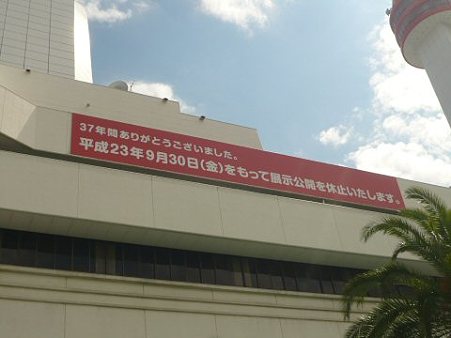 37年間ありがとうございました。
平成23年9月30日(金)をもって展示公開を休止いたします。